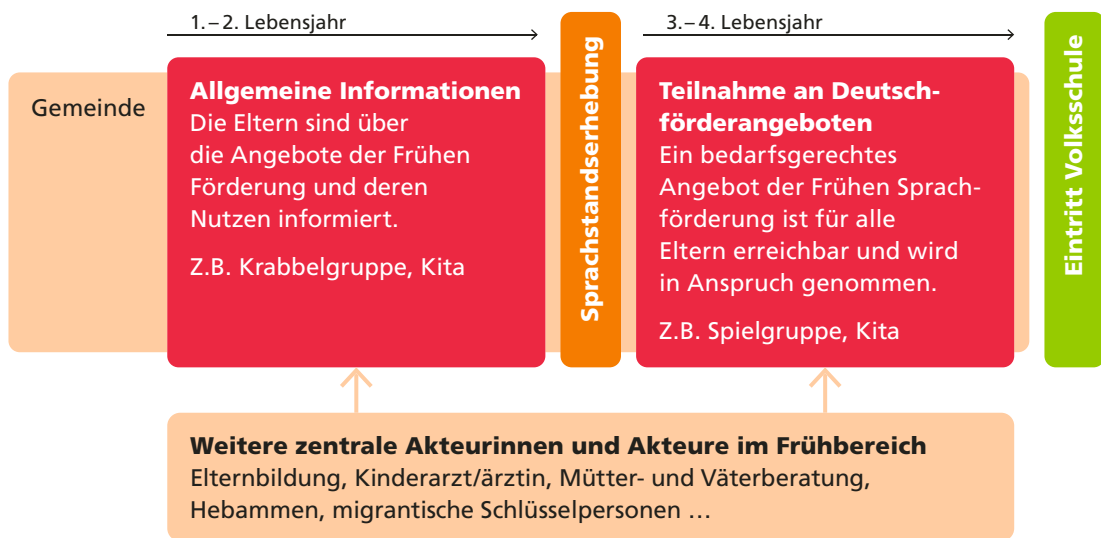 1.–2. Lebensjahr
3.–4. Lebensjahr
Gemeinde
Allgemeine Informationen
Die Eltern sind über
die Angebote der Frühen
Förderung und deren
Nutzen informiert.
Z.B. Krabbelgruppe, Kita
Sprachstandserhebung
Teilnahme an Deutsch-
förderangeboten
Ein bedarfsgerechtes
Angebot der Frühen Sprach-
förderung ist für alle
Eltern erreichbar und wird
in Anspruch genommen.
Z.B. Spielgruppe, Kita
Eintritt Volksschule
Weitere zentrale Akteurinnen und Akteure im Frühbereich
Elternbildung, Kinderarzt/ärztin, Mütter- und Väterberatung,
Hebammen, migrantische Schlüsselpersonen …